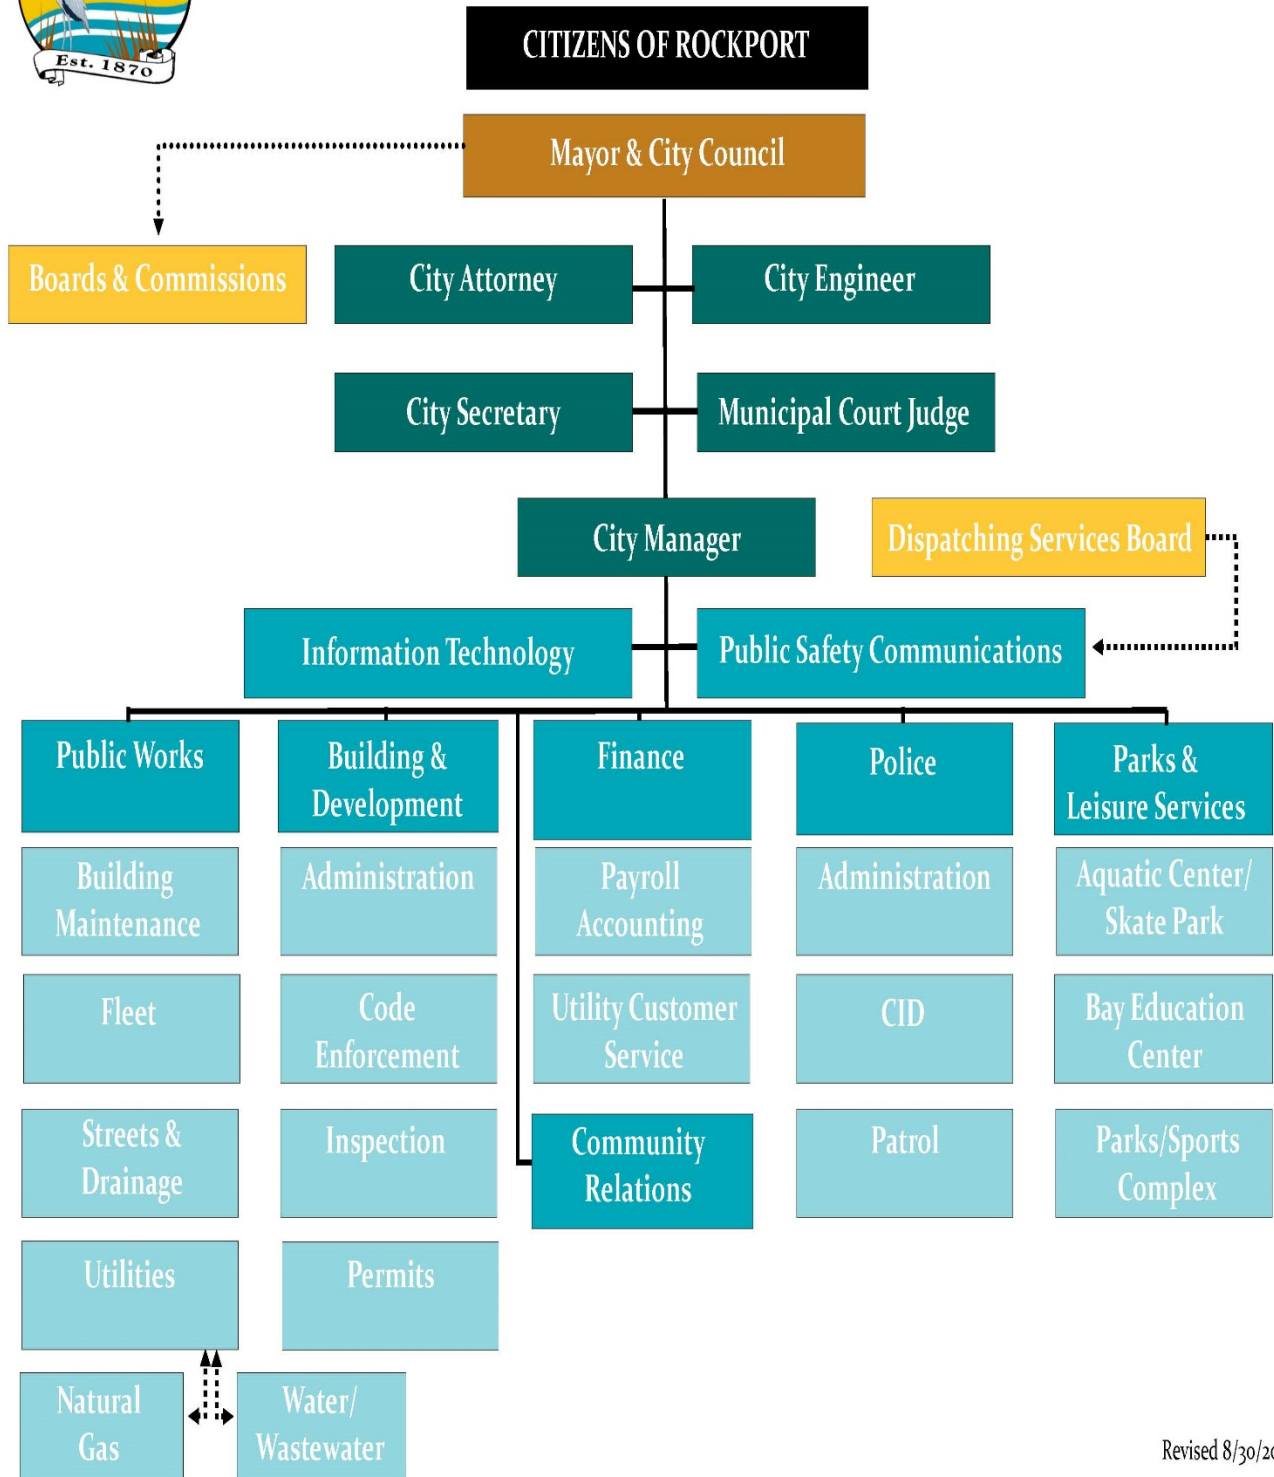 Est. 1870
CITIZENS OF ROCKPORT
Mayor & City Council
Boards & Commissions
City Attorney
City Engineer
City Secretary
Municipal Court Judge
City Manager
Dispatching Services Board
Information Technology
Public Safety Communications
Public Works
Building &
Development
Finance
Police
Parks &
Leisure Services
Building
Maintenance
Administration
Payroll
Accounting
Administration
Aquatic Center/
Skate Park
Fleet
Code
Enforcement
Utility Customer
Service
CID
Bay Education
Center
Streets &
Drainage
Inspection
Community
Relations
Patrol
Parks/Sports
Complex
Utilities
Permits
Natural
Gas
Water/
Wastewater
Revised 8/30/20